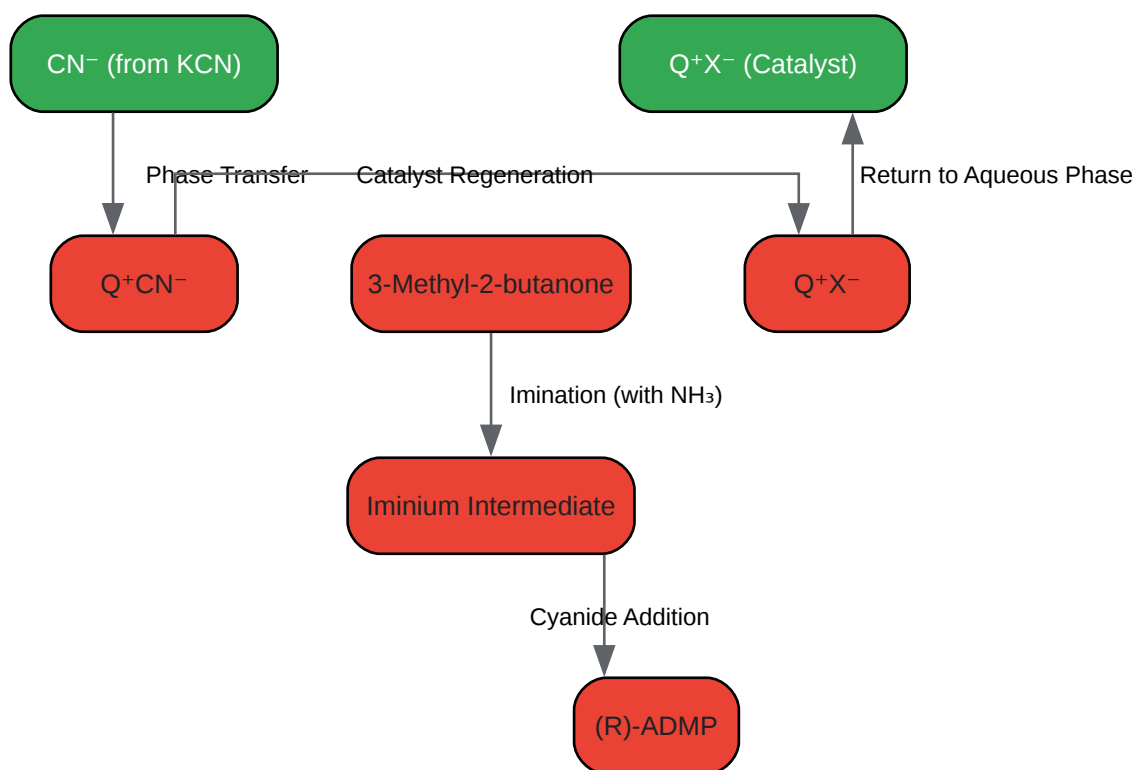 CN⁻ (from KCN)
Q⁺X⁻ (Catalyst)
Phase Transfer
Catalyst Regeneration
Return to Aqueous Phase
Q⁺CN⁻
3-Methyl-2-butanone
Q⁺X⁻
Imination (with NH₃)
Iminium Intermediate
Cyanide Addition
(R)-ADMP